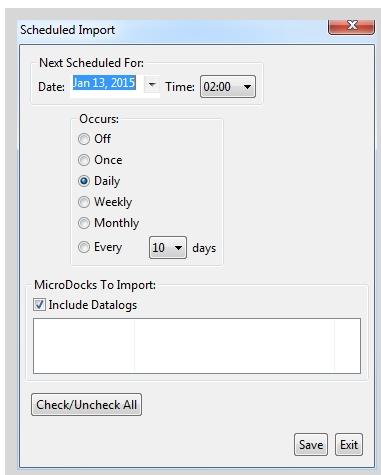 Scheduled Import
Next Scheduled For:
Date: Jan 13, 2015 Time: 02:00
Occurs:
Off
Once
Daily
Weekly
Monthly
Every 10 days
MicroDocks To Import:
Include Datalogs
Check/Uncheck All
Save Exit